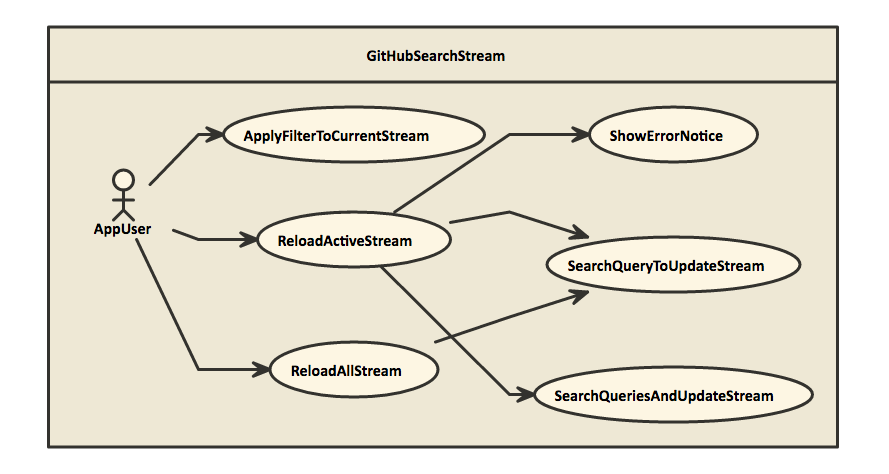 GitHubSearchStream
ApplyFilterToCurrentStream
ShowErrorNotice
AppUser
ReloadActiveStream
SearchQueryToUpdateStream
ReloadAllStream
SearchQueriesAndUpdateStream